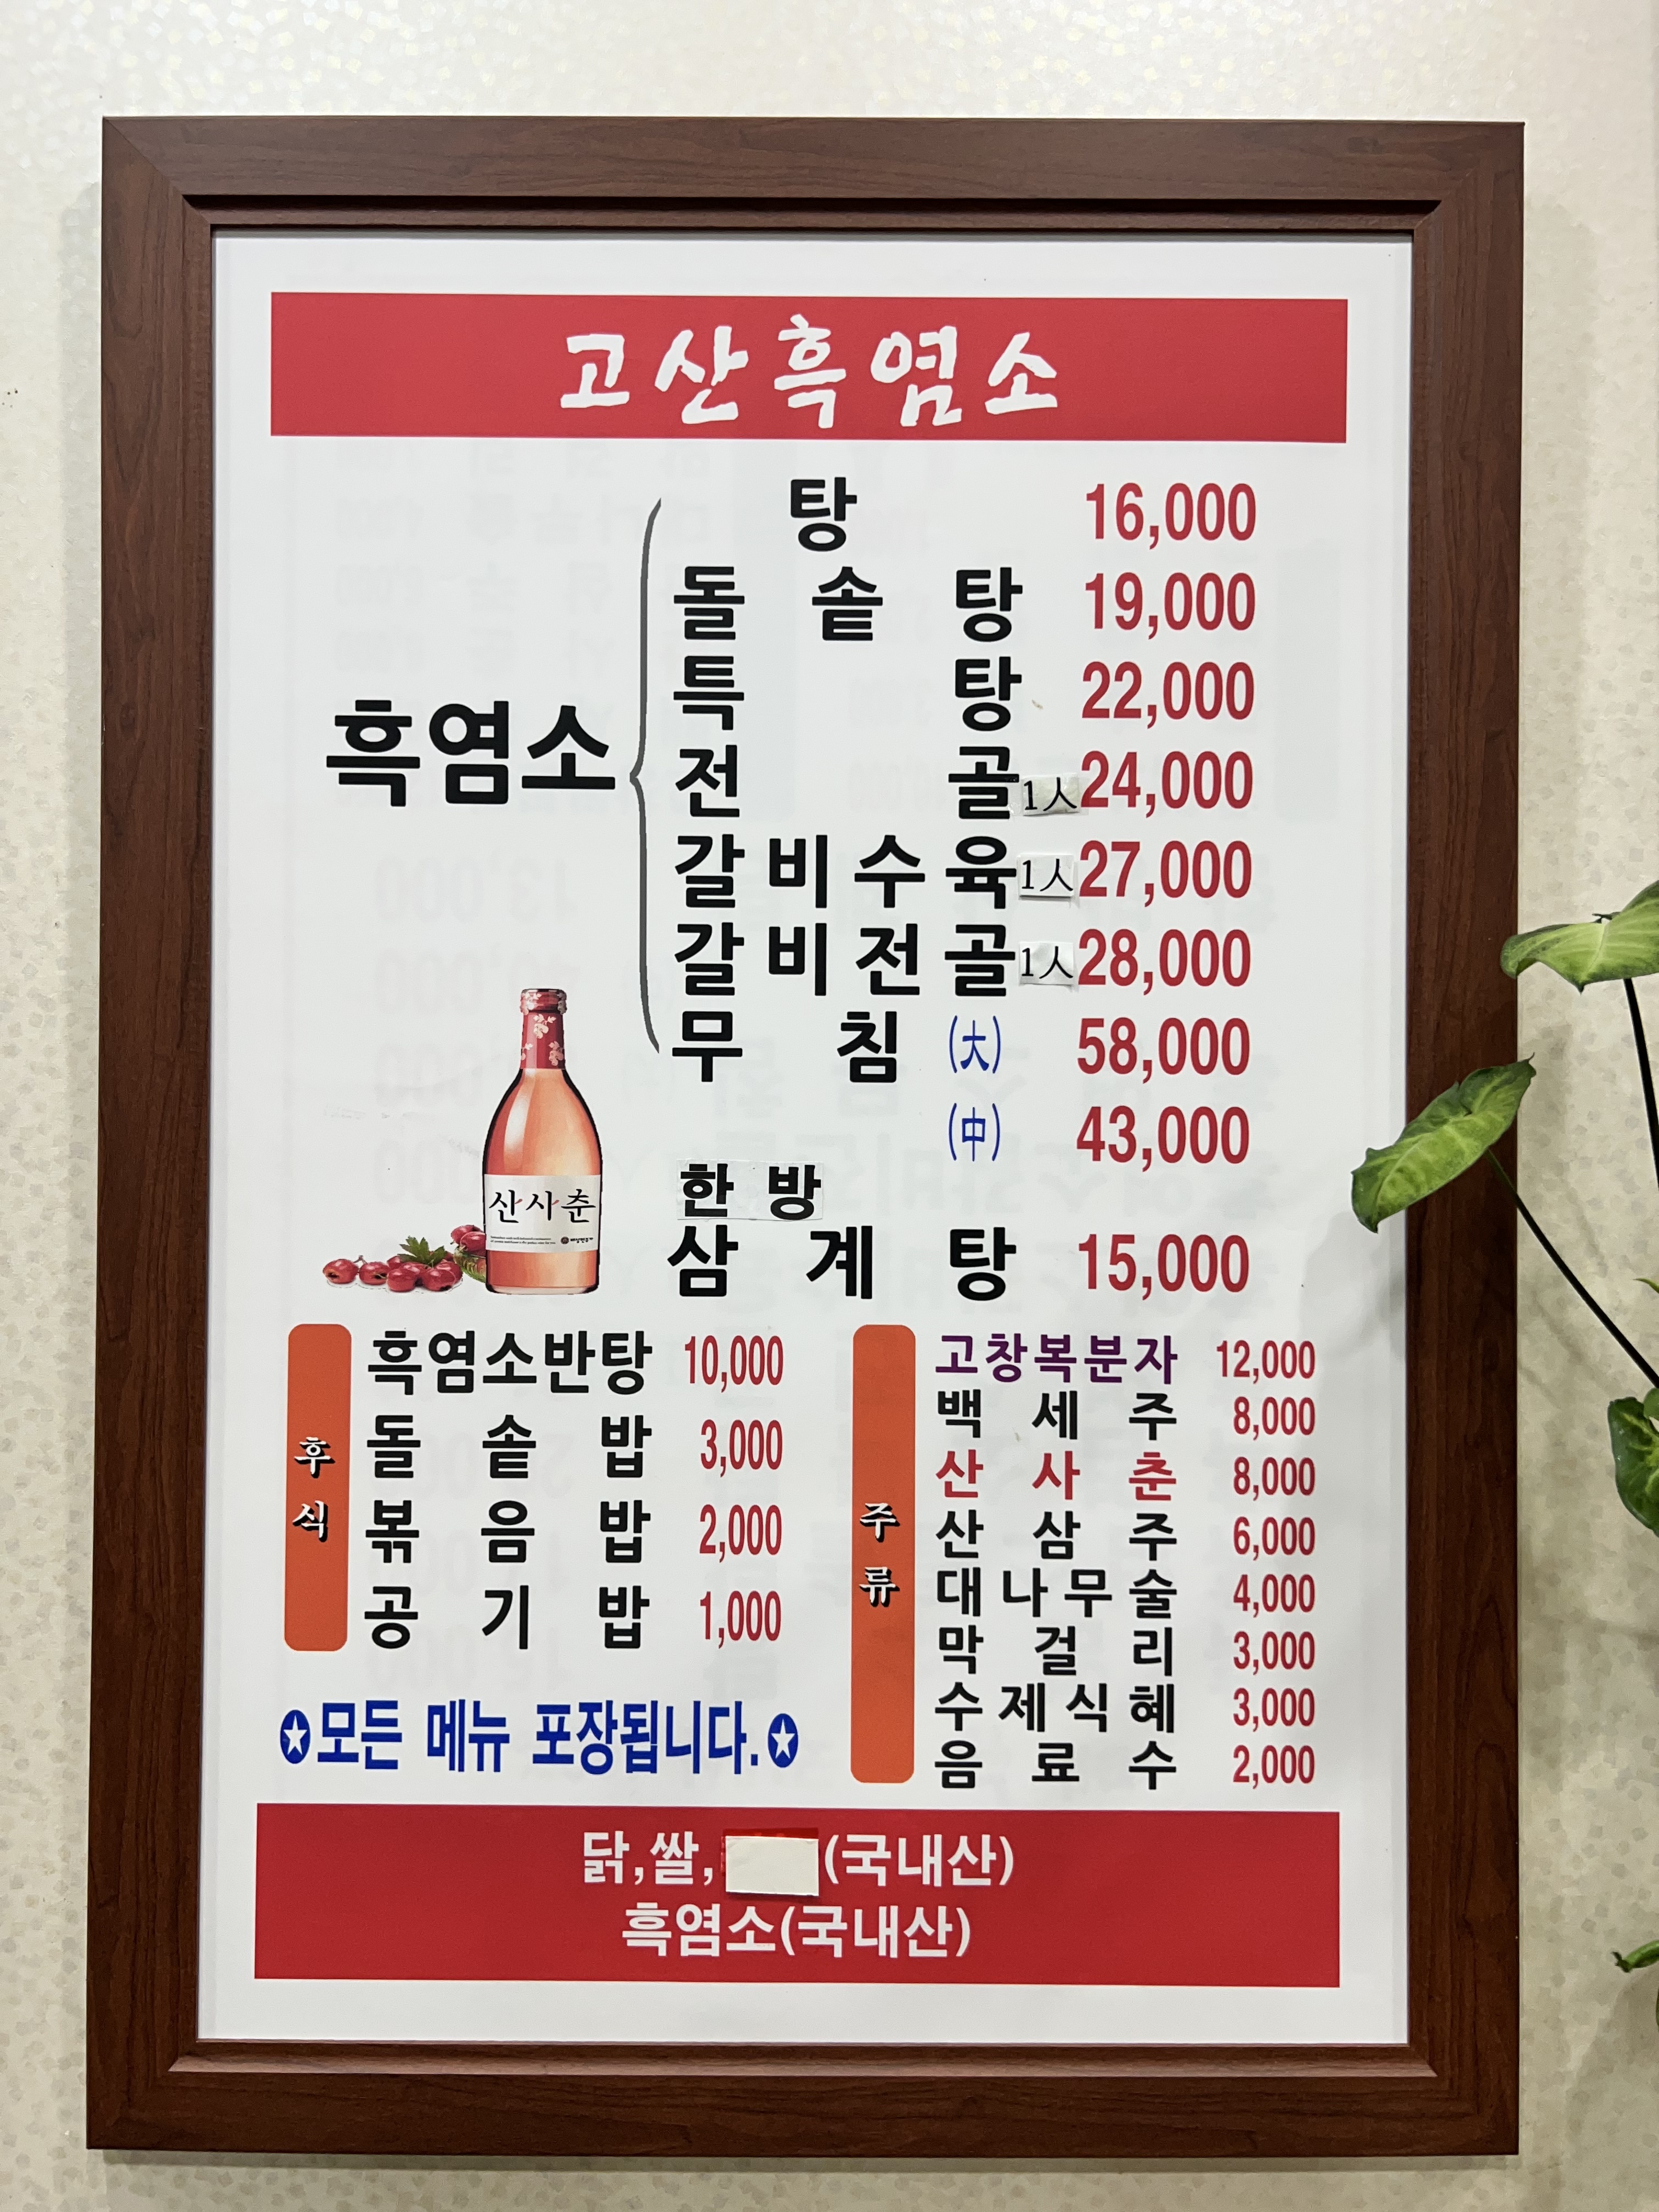 고산흑염소
흑염소
탕 16,000
돌솥탕 19,000
특탕 22,000
전골 1人 24,000
갈비수육 1人 27,000
갈비전골 1人 28,000
무침 (大) 58,000
(中) 43,000
한방
삼계탕 15,000
산사춘
후식
흑염소반탕 10,000
돌솥밥 3,000
볶음밥 2,000
공기밥 1,000
주류
고창복분자 12,000
백세주 8,000
산사춘 8,000
산삼주 6,000
대나무술 4,000
막걸리 3,000
수제식혜 3,000
음료수 2,000
✪모든 메뉴 포장됩니다.✪
닭,쌀, (국내산)
흑염소(국내산)